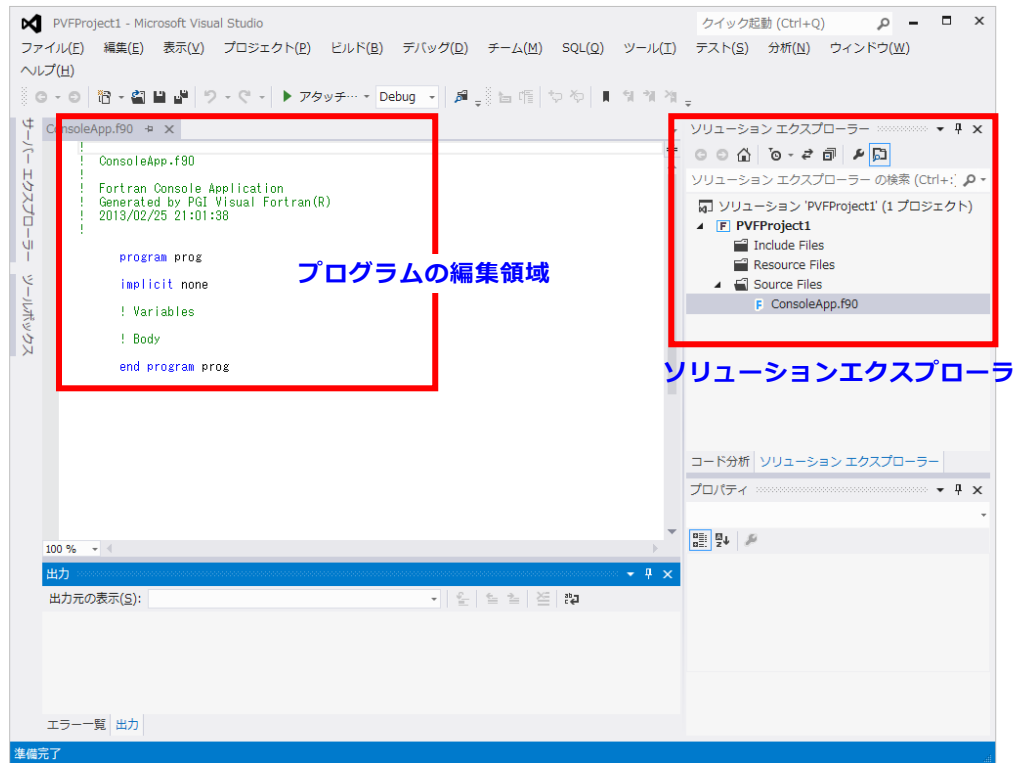 PVFProject1 - Microsoft Visual Studio
クイック起動 (Ctrl+Q)
ファイル(F) 編集(E) 表示(V) プロジェクト(P) ビルド(B) デバッグ(D) チーム(M) SQL(Q) ツール(T) テスト(S) 分析(N) ウィンドウ(W)
ヘルプ(H)
アタッチ… Debug
サーバー エクスプローラー
ツールボックス
ConsoleApp.f90
!
! ConsoleApp.f90
!
! Fortran Console Application
! Generated by PGI Visual Fortran(R)
! 2013/02/25 21:01:38
!
program prog
implicit none
! Variables
! Body
end program prog
プログラムの編集領域
100 %
ソリューション エクスプローラー
ソリューション エクスプローラー の検索 (Ctrl+:)
ソリューション 'PVFProject1' (1 プロジェクト)
PVFProject1
Include Files
Resource Files
Source Files
ConsoleApp.f90
ソリューションエクスプローラ
コード分析 ソリューション エクスプローラー
プロパティ
出力
出力元の表示(S):
エラー一覧 出力
準備完了